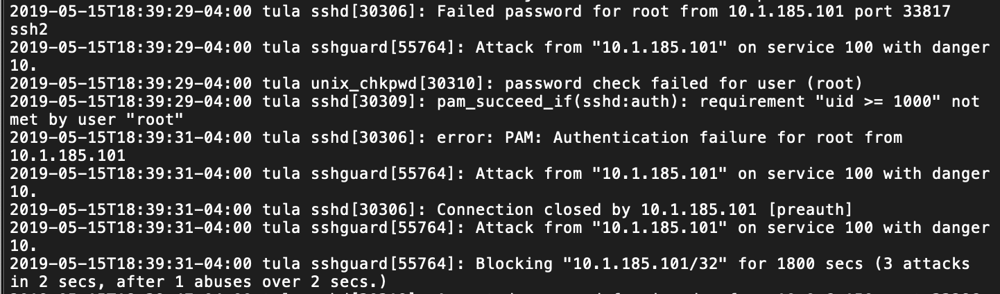 2019-05-15T18:39:29-04:00 tula sshd[30306]: Failed password for root from 10.1.185.101 port 33817
ssh2
2019-05-15T18:39:29-04:00 tula sshguard[55764]: Attack from "10.1.185.101" on service 100 with danger
10.
2019-05-15T18:39:29-04:00 tula unix_chkpwd[30310]: password check failed for user (root)
2019-05-15T18:39:29-04:00 tula sshd[30309]: pam_succeed_if(sshd:auth): requirement "uid >= 1000" not
met by user "root"
2019-05-15T18:39:31-04:00 tula sshd[30306]: error: PAM: Authentication failure for root from
10.1.185.101
2019-05-15T18:39:31-04:00 tula sshguard[55764]: Attack from "10.1.185.101" on service 100 with danger
10.
2019-05-15T18:39:31-04:00 tula sshd[30306]: Connection closed by 10.1.185.101 [preauth]
2019-05-15T18:39:31-04:00 tula sshguard[55764]: Attack from "10.1.185.101" on service 100 with danger
10.
2019-05-15T18:39:31-04:00 tula sshguard[55764]: Blocking "10.1.185.101/32" for 1800 secs (3 attacks
in 2 secs, after 1 abuses over 2 secs.)